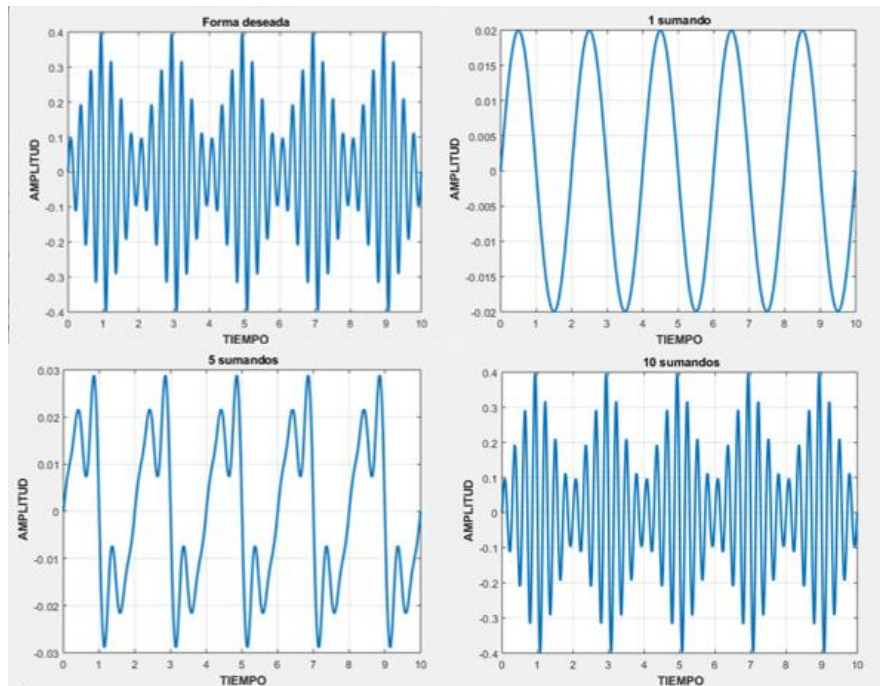 Forma deseada
0.4
0.3
0.2
0.1
0
-0.1
-0.2
-0.3
-0.4
AMPLITUD
0 1 2 3 4 5 6 7 8 9 10
TIEMPO
1 sumando
0.02
0.015
0.01
0.005
0
-0.005
-0.01
-0.015
-0.02
AMPLITUD
0 1 2 3 4 5 6 7 8 9 10
TIEMPO
5 sumandos
0.03
0.02
0.01
0
-0.01
-0.02
-0.03
AMPLITUD
0 1 2 3 4 5 6 7 8 9 10
TIEMPO
10 sumandos
0.4
0.3
0.2
0.1
0
-0.1
-0.2
-0.3
-0.4
AMPLITUD
0 1 2 3 4 5 6 7 8 9 10
TIEMPO